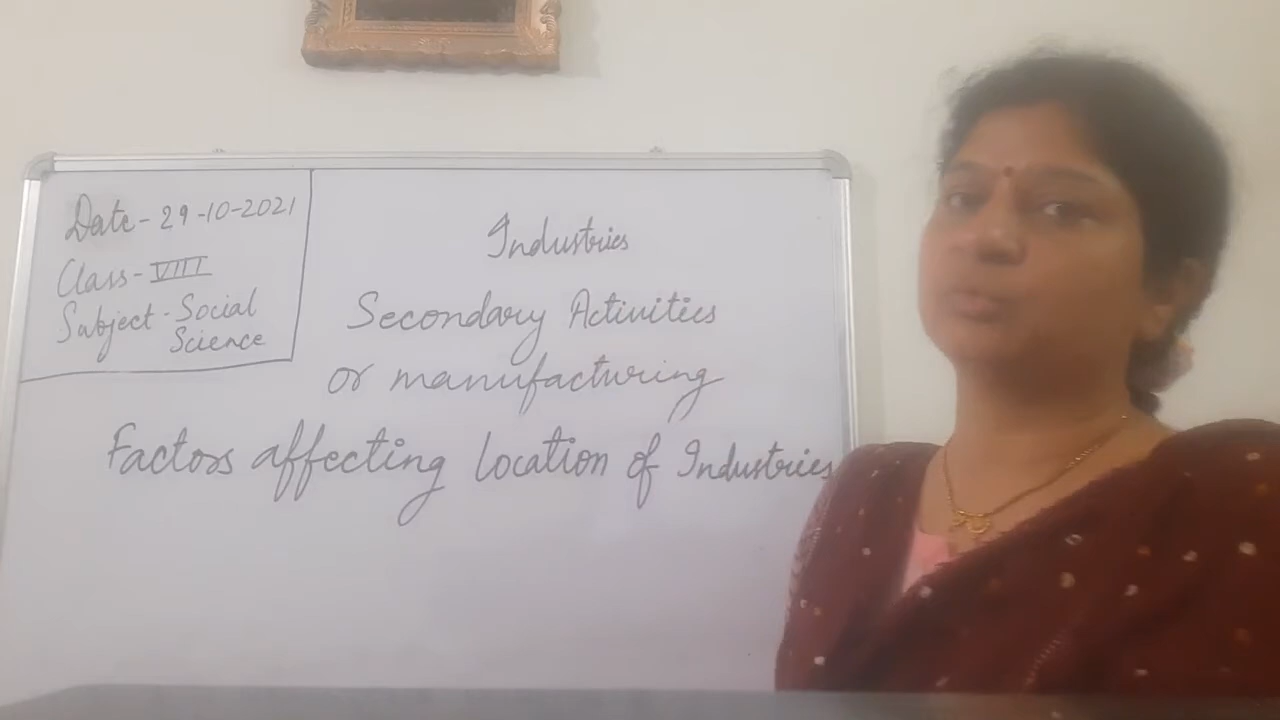 Date - 29-10-2021
Class - VIII
Subject - Social
Science
Industries
Secondary Activities
or manufacturing
Factors affecting location of Industries